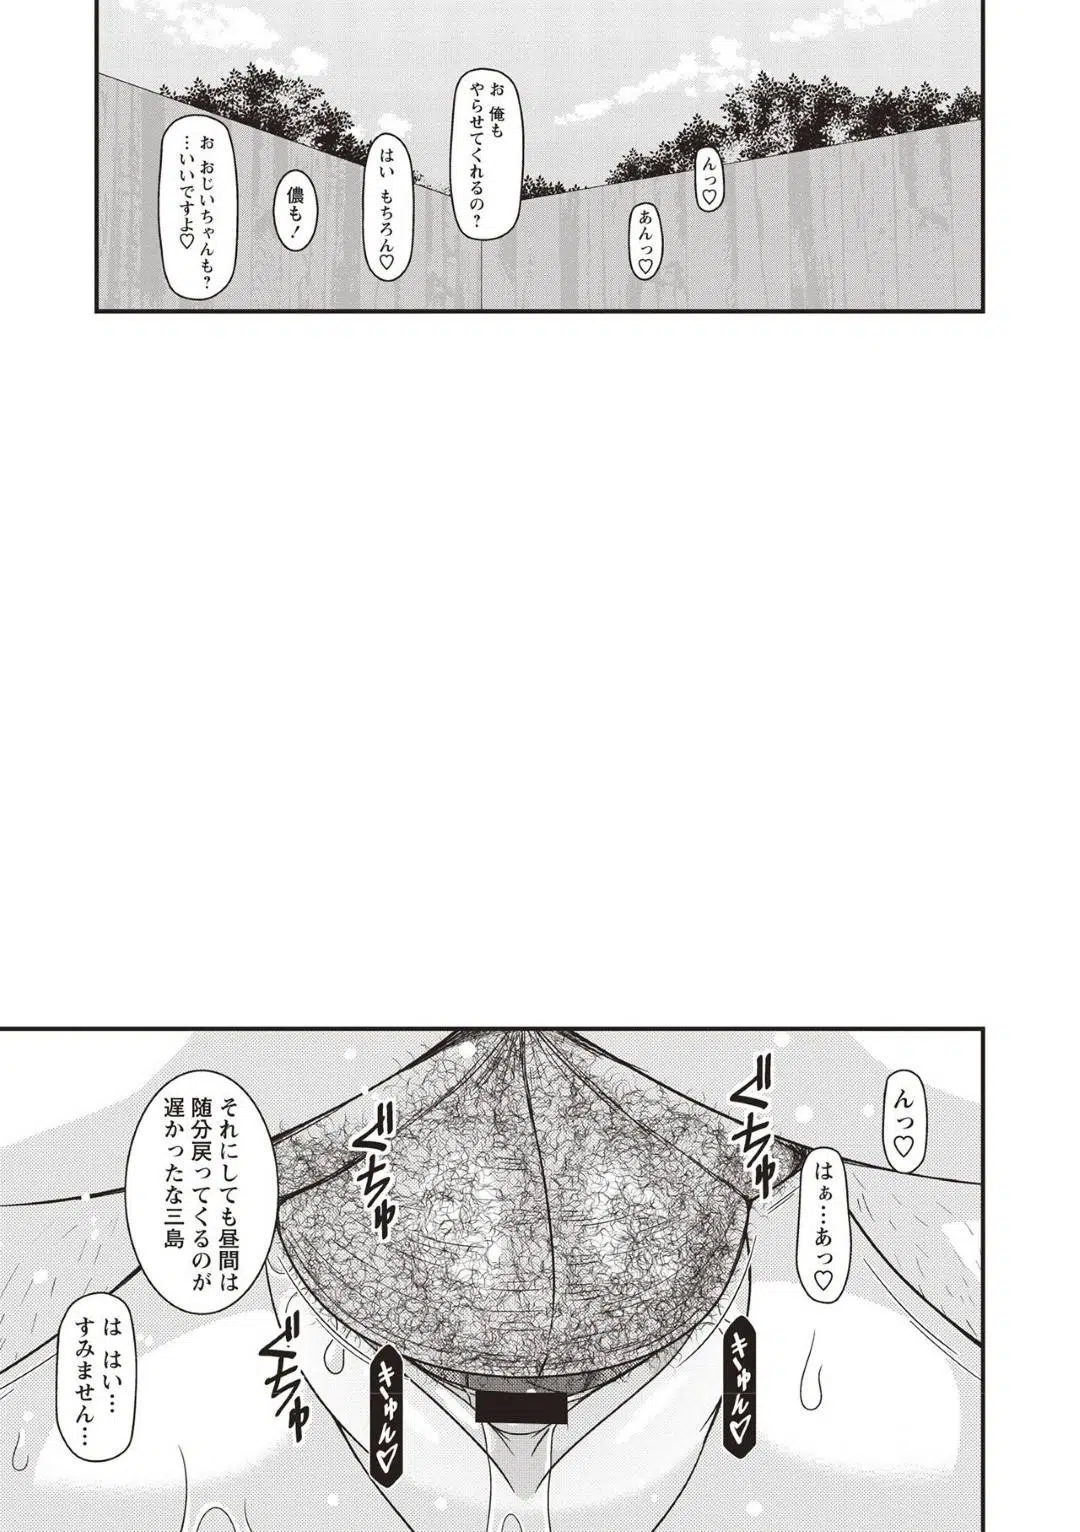 んっ♡
あんっ♡
お 俺も
やらせてくれるの?
はい もちろん♡
儂も!
お おじいちゃんも?
…いいですよ♡
んっ♡
はぁ…あっ♡
ぐちゅ
ぐちゅ
それにしても昼間は
随分戻ってくるのが
遅かったな三島
は はい…
すみません…
きゅん♡
きゅん♡
ぐちゅ